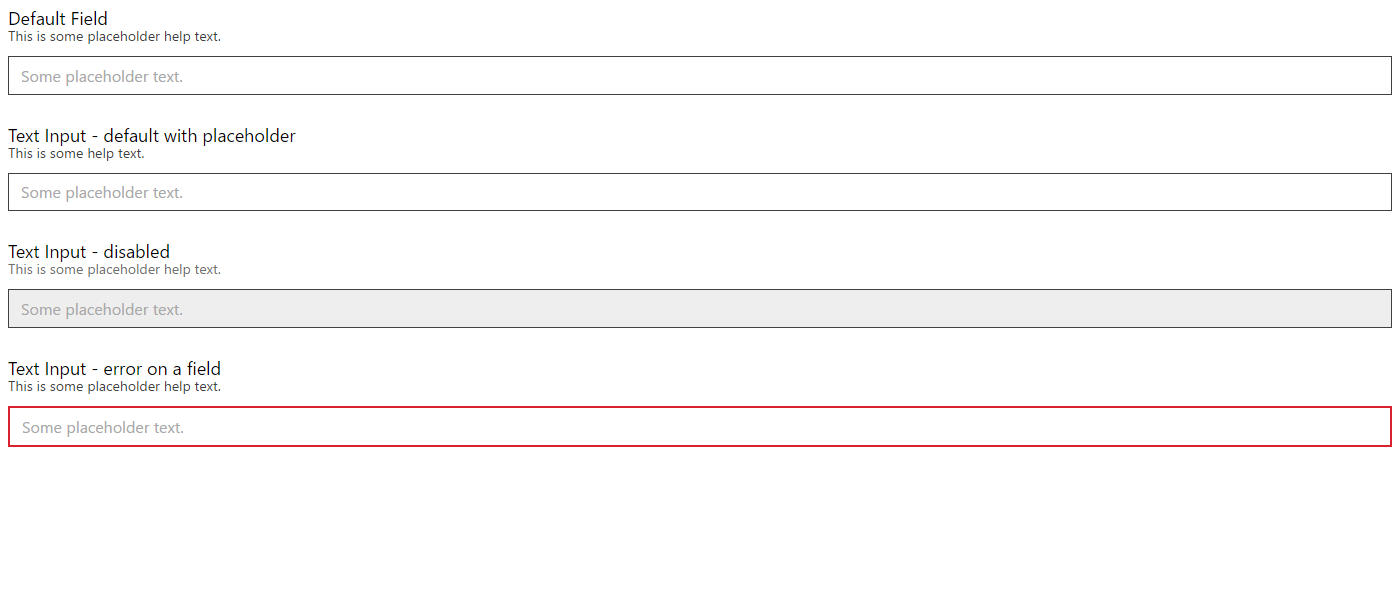 Default Field
This is some placeholder help text.
Some placeholder text.
Text Input - default with placeholder
This is some help text.
Some placeholder text.
Text Input - disabled
This is some placeholder help text.
Some placeholder text.
Text Input - error on a field
This is some placeholder help text.
Some placeholder text.